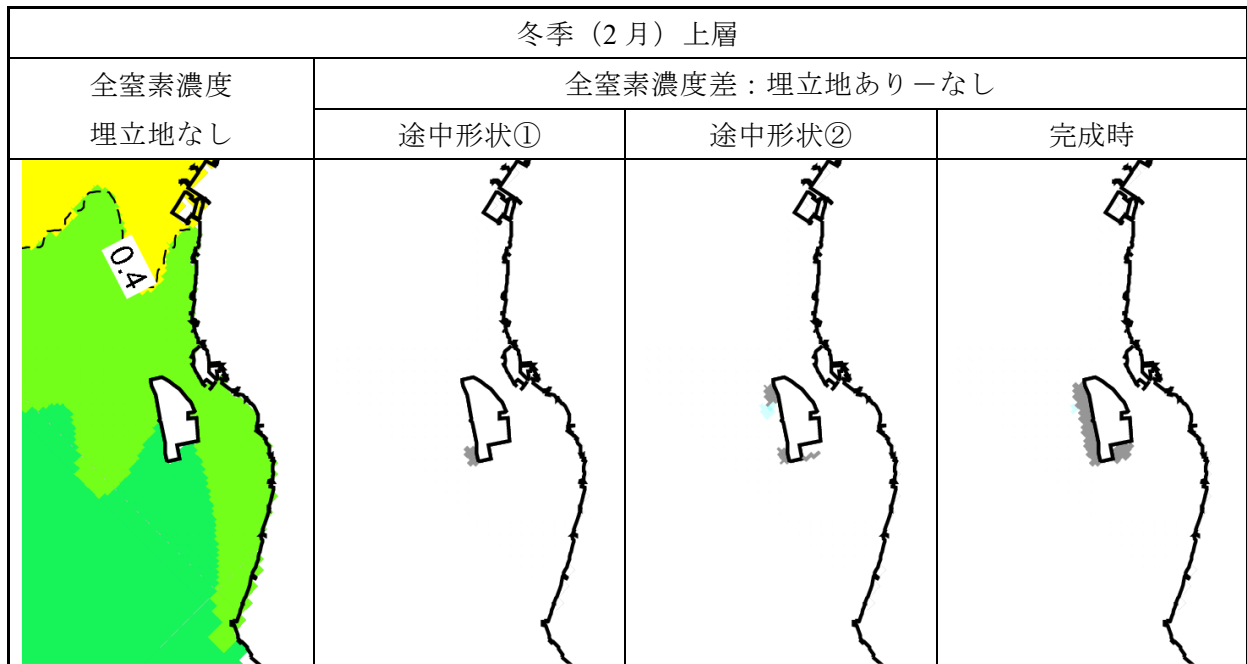 冬季（2月）上層
全窒素濃度
埋立地なし
全窒素濃度差：埋立地あり－なし
途中形状①
途中形状②
完成時
0.4